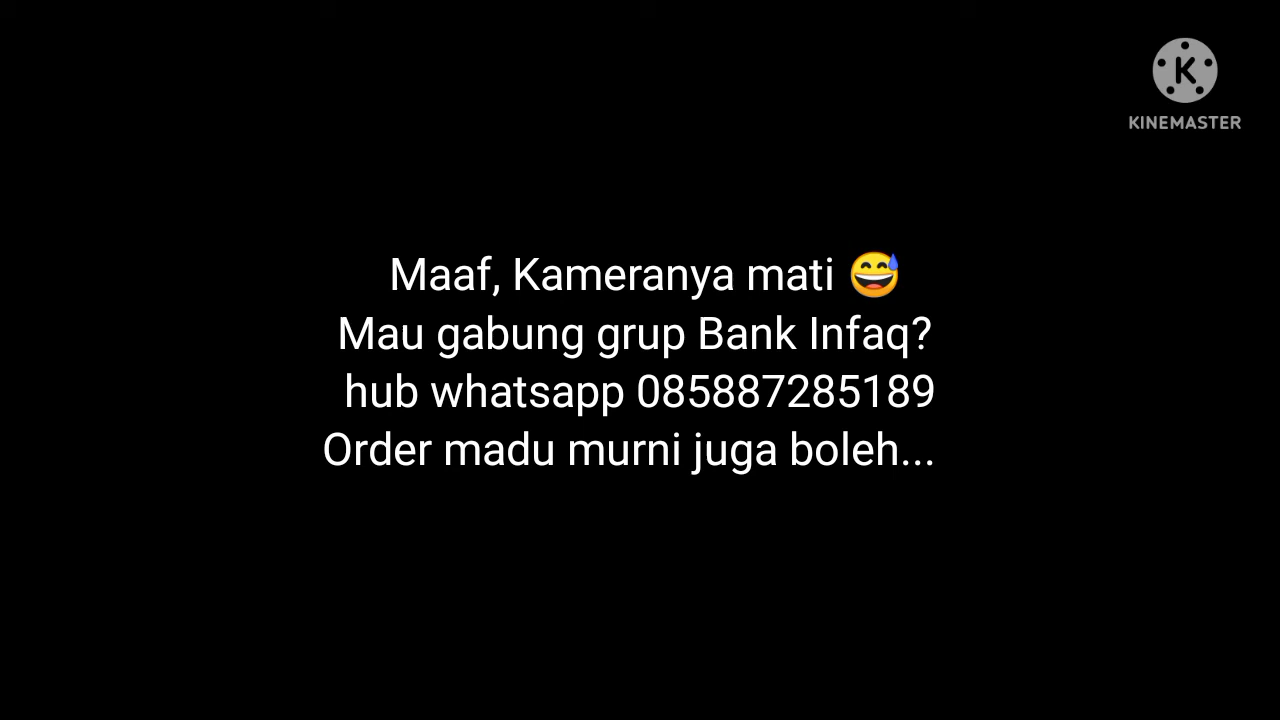 KINEMASTER
Maaf, Kameranya mati 😅
Mau gabung grup Bank Infaq?
hub whatsapp 085887285189
Order madu murni juga boleh...